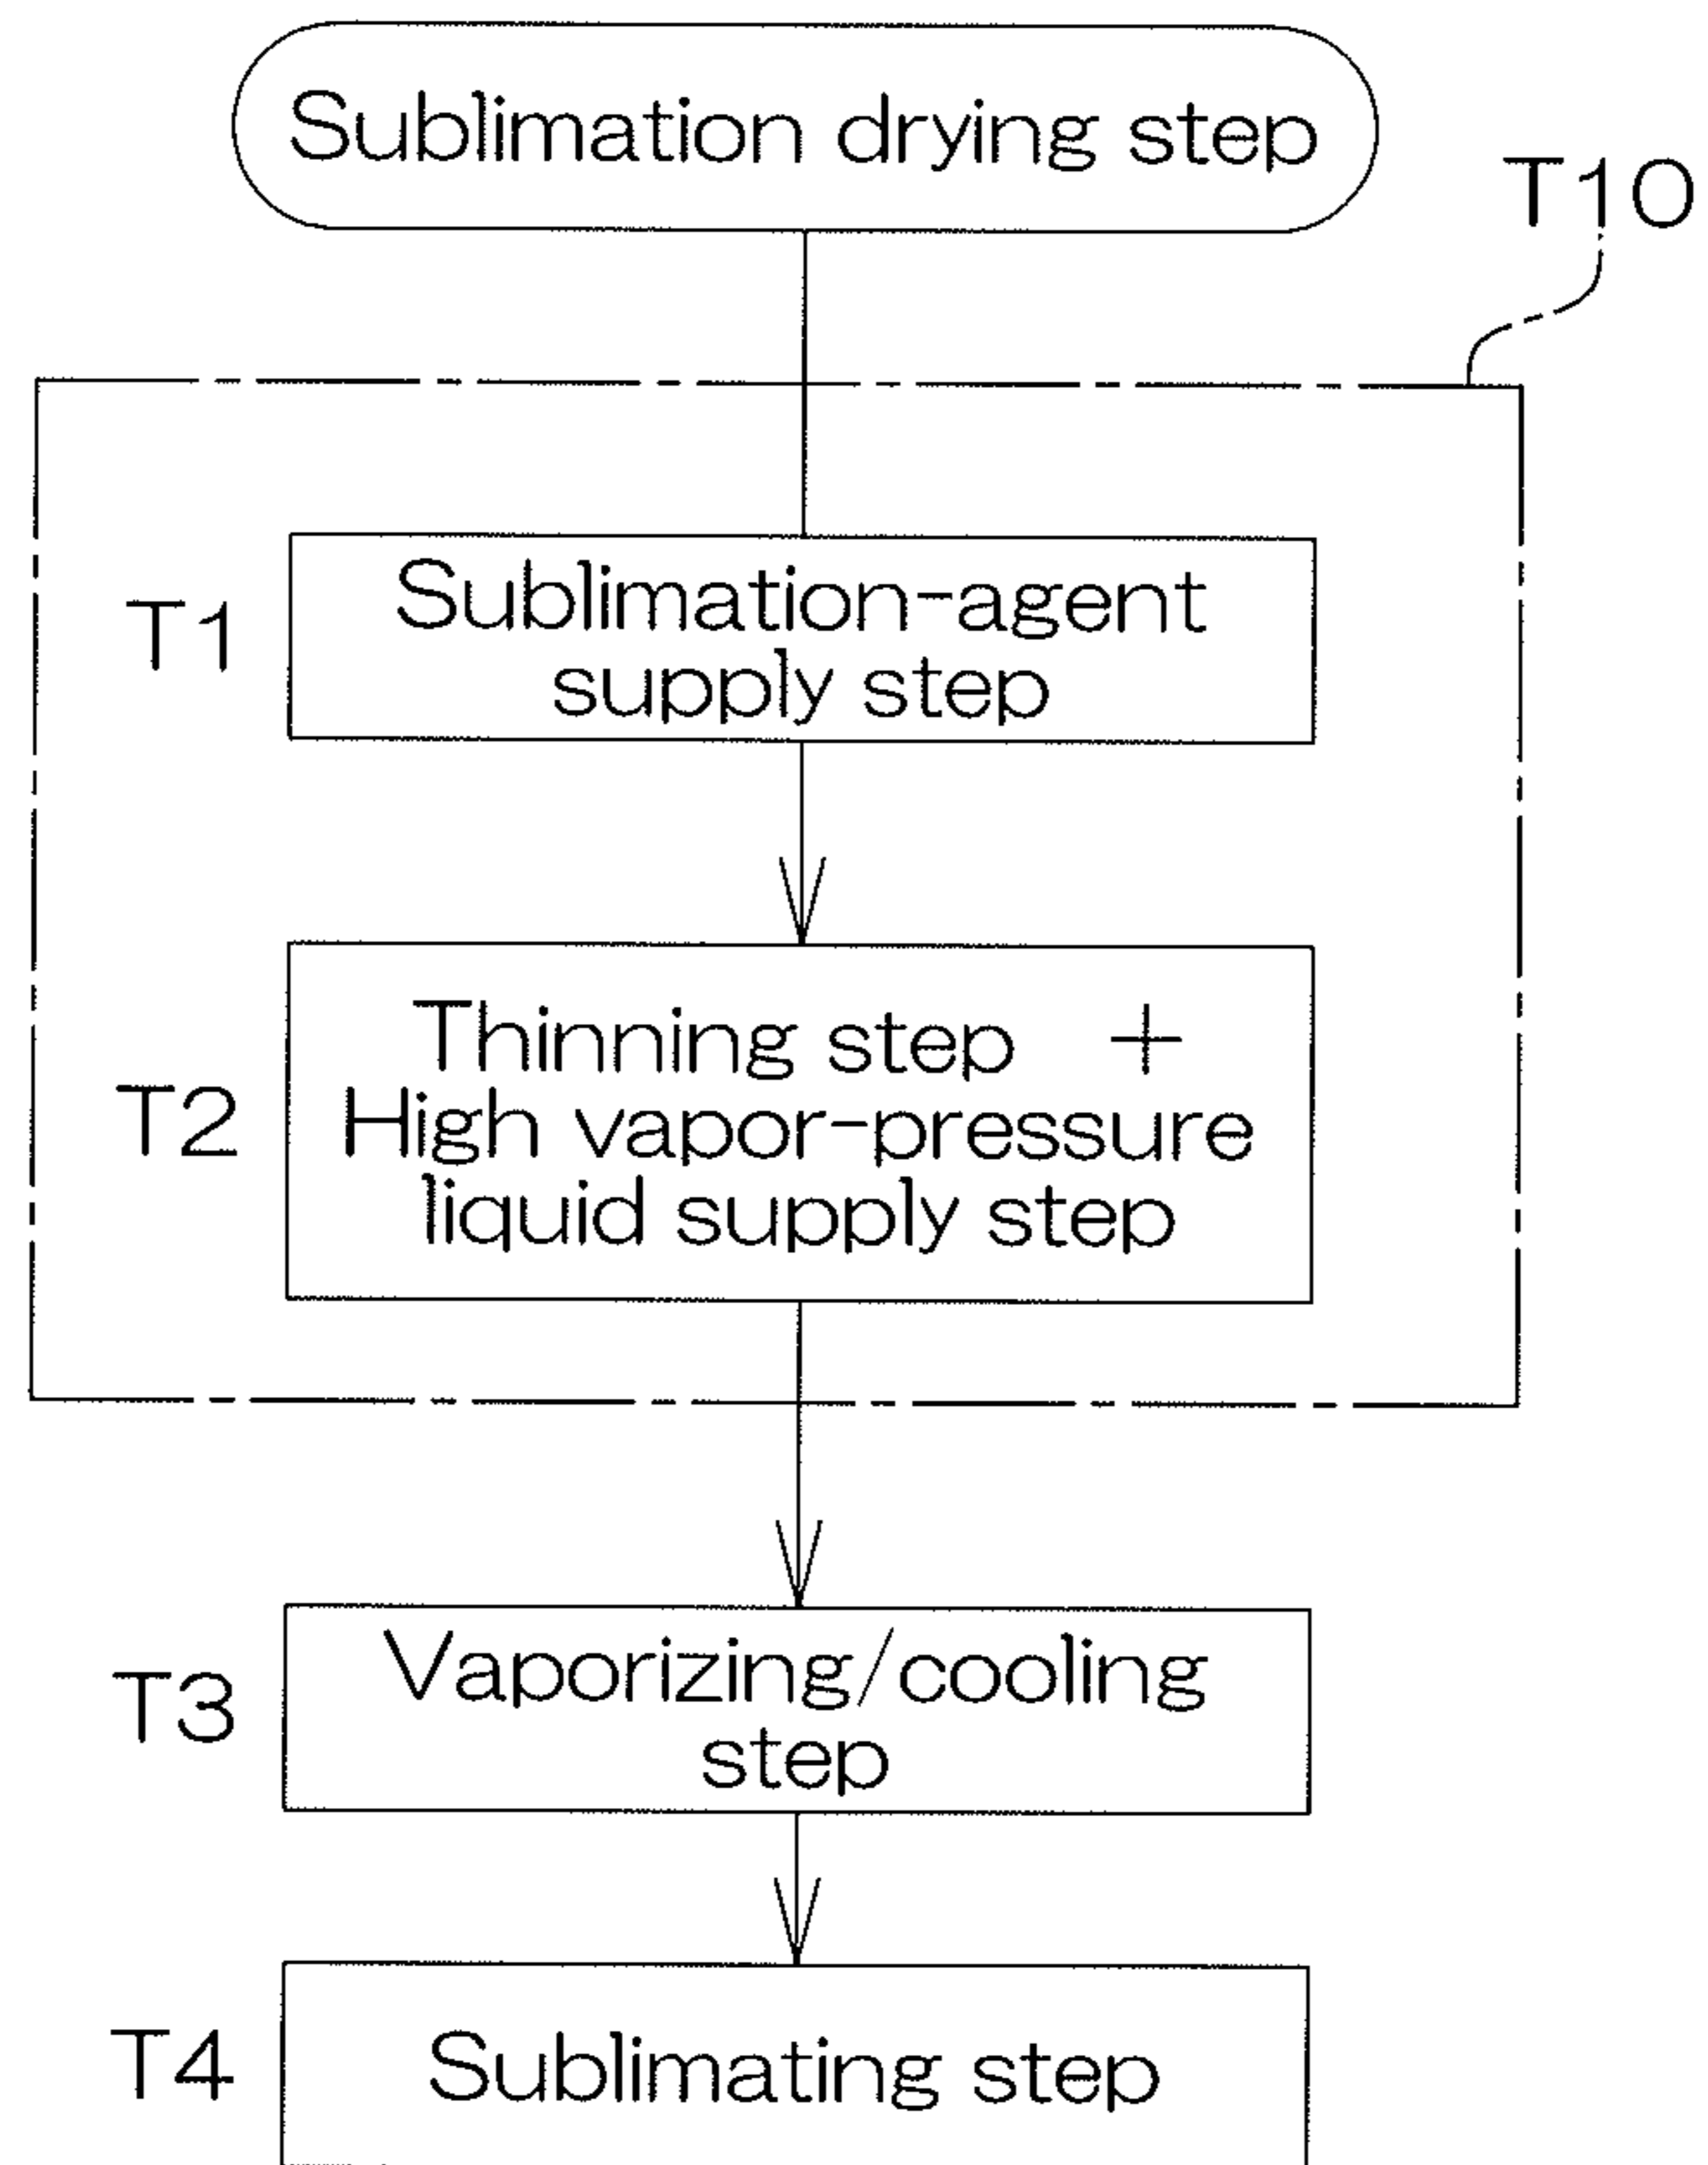 Sublimation drying step
T10
T1
Sublimation-agent
supply step
T2
Thinning step +
High vapor-pressure
liquid supply step
T3
Vaporizing/cooling
step
T4
Sublimating step